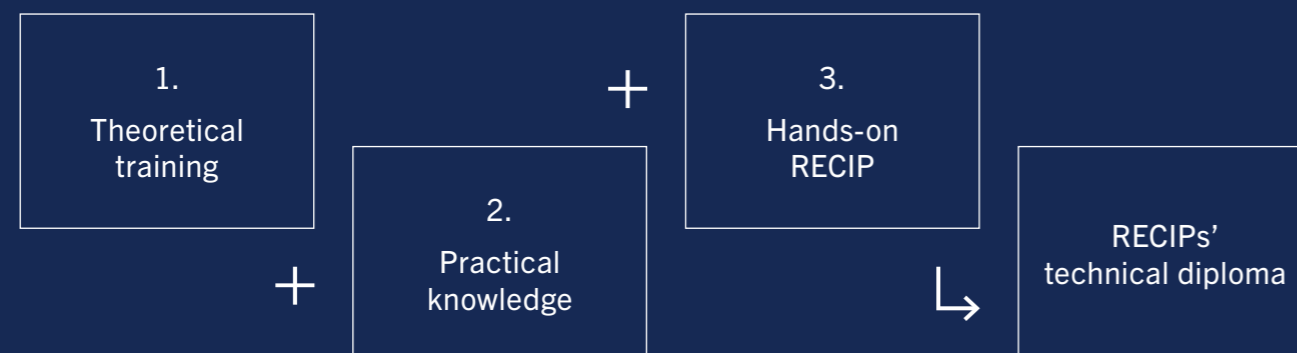 1.
Theoretical
training
+
2.
Practical
knowledge
+
3.
Hands-on
RECIP
RECIPs’
technical diploma